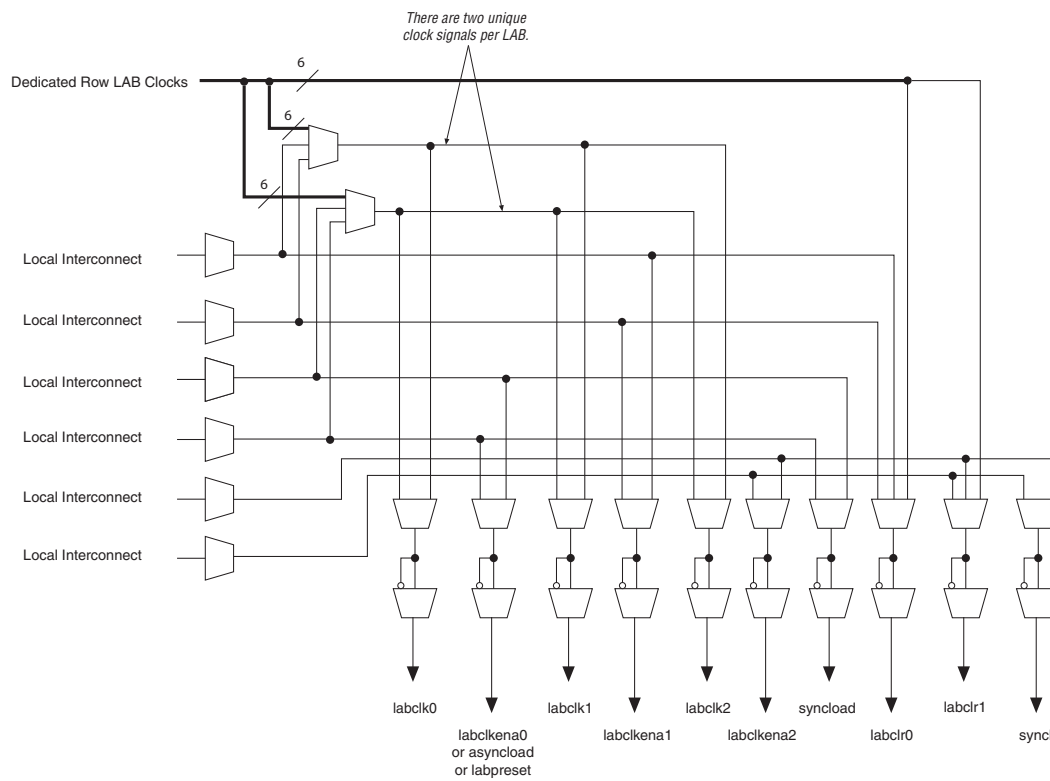 There are two unique
clock signals per LAB.
6
Dedicated Row LAB Clocks
6
6
Local Interconnect
Local Interconnect
Local Interconnect
Local Interconnect
Local Interconnect
Local Interconnect
labclk0
labclk1
labclk2
syncload
labclr1
labclkena0
or asyncload
or labpreset
labclkena1
labclkena2
labclr0
syncl